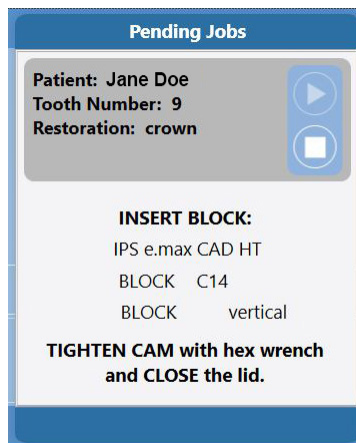 Pending Jobs
Patient: Jane Doe
Tooth Number: 9
Restoration: crown
INSERT BLOCK:
IPS e.max CAD HT
BLOCK C14
BLOCK vertical
TIGHTEN CAM with hex wrench
and CLOSE the lid.